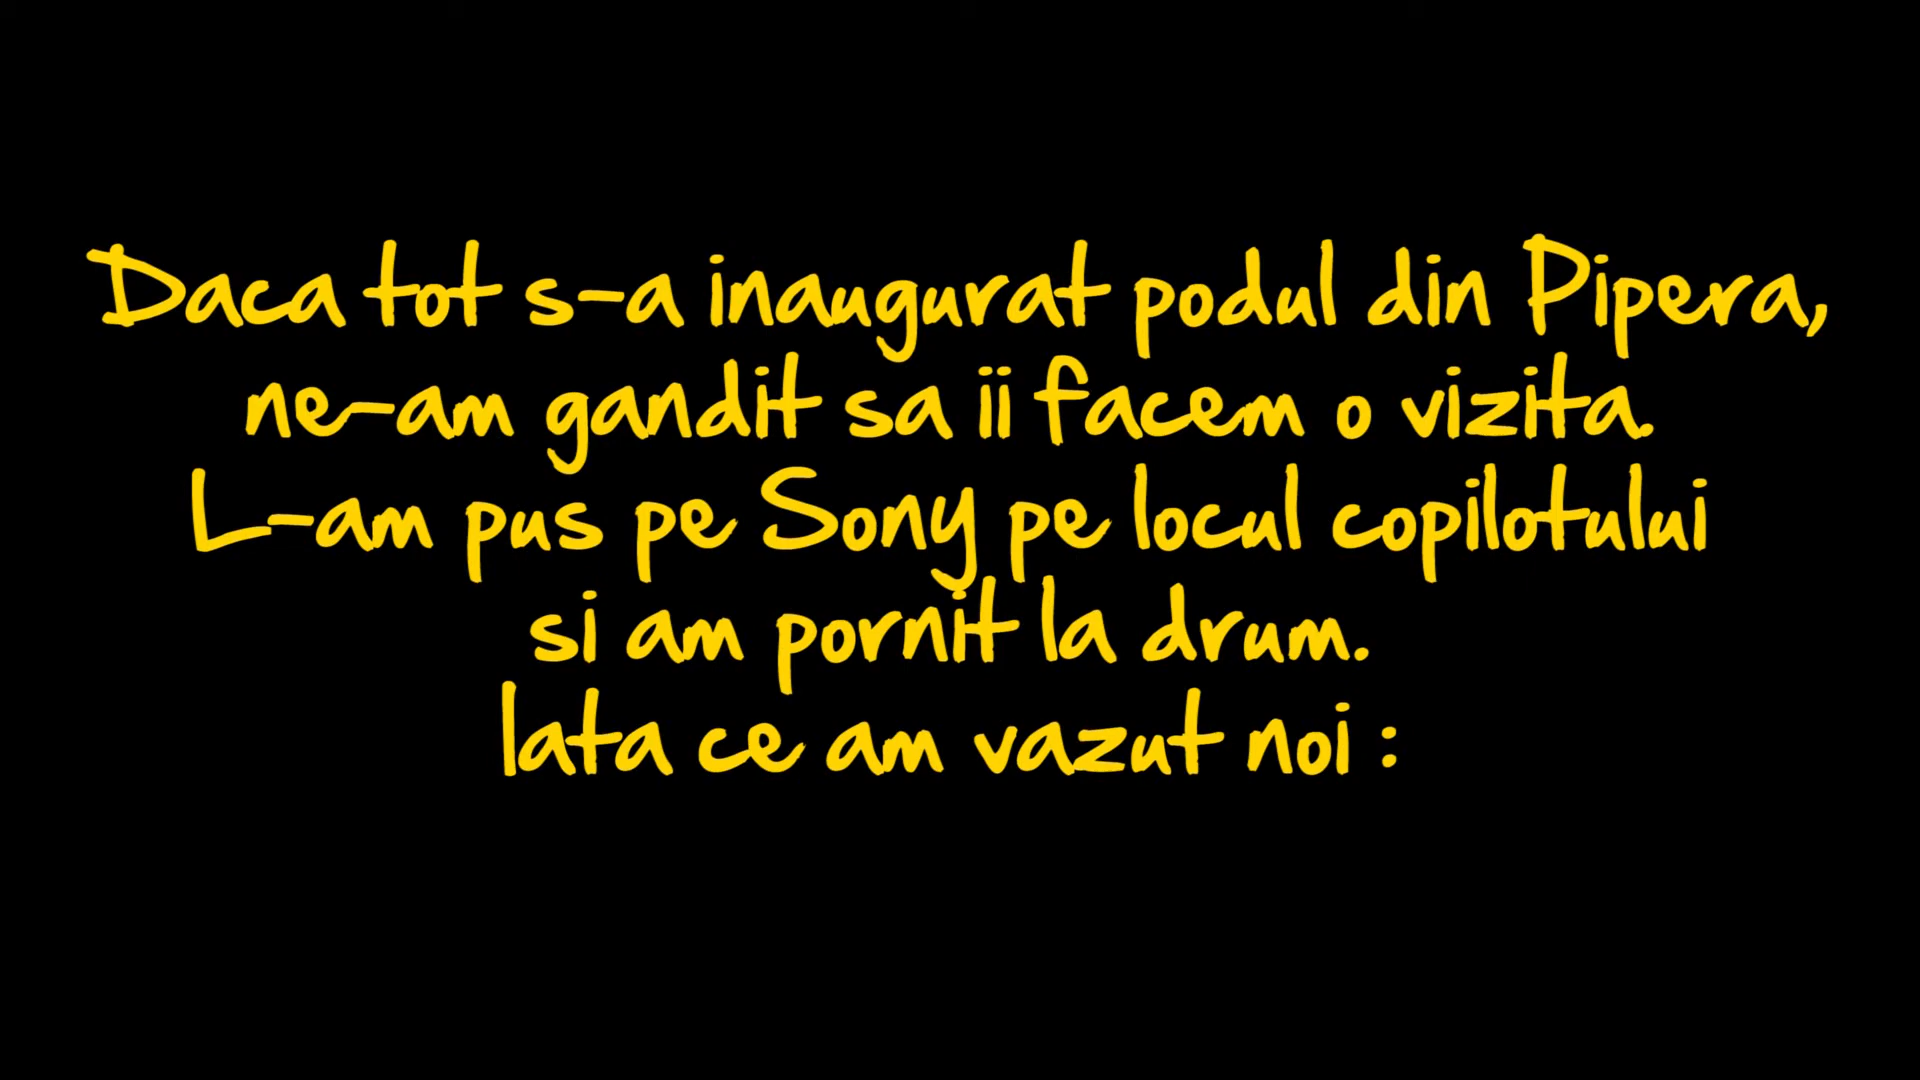 Daca tot s-a inaugurat podul din Pipera,
ne-am gandit sa ii facem o vizita.
L-am pus pe Sony pe locul copilotului
si am pornit la drum.
Iata ce am vazut noi :